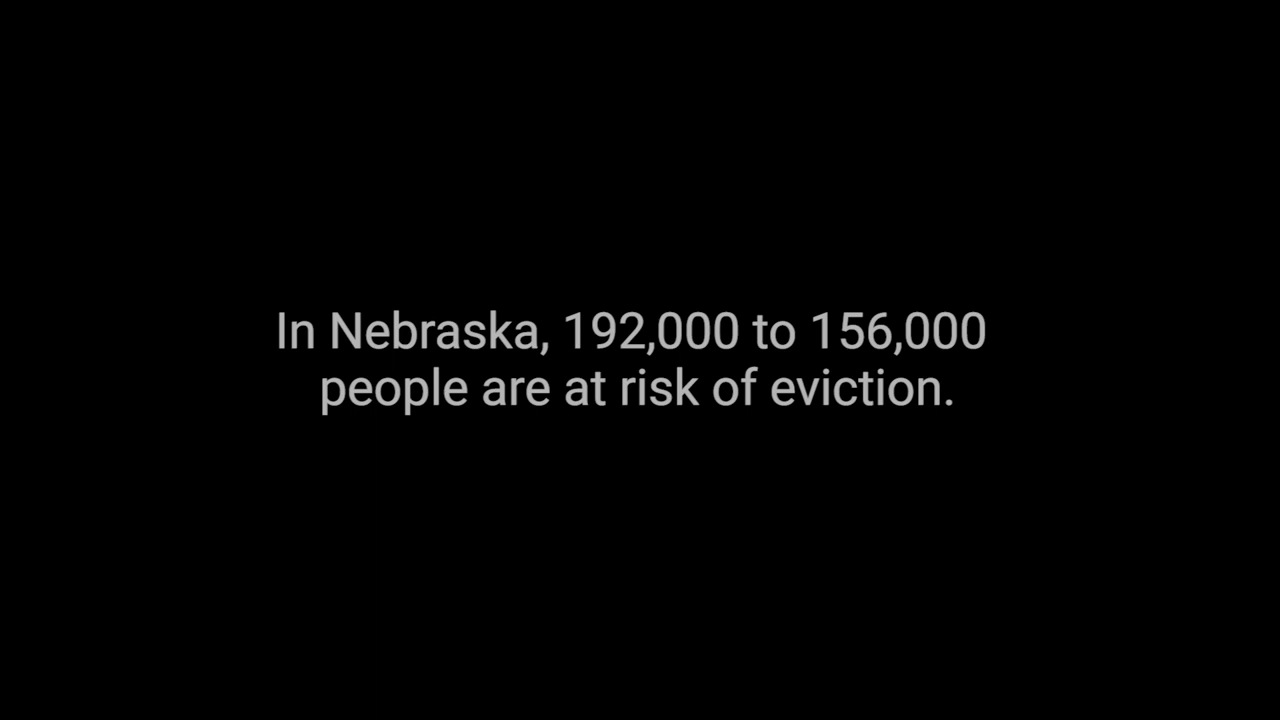 In Nebraska, 192,000 to 156,000
people are at risk of eviction.